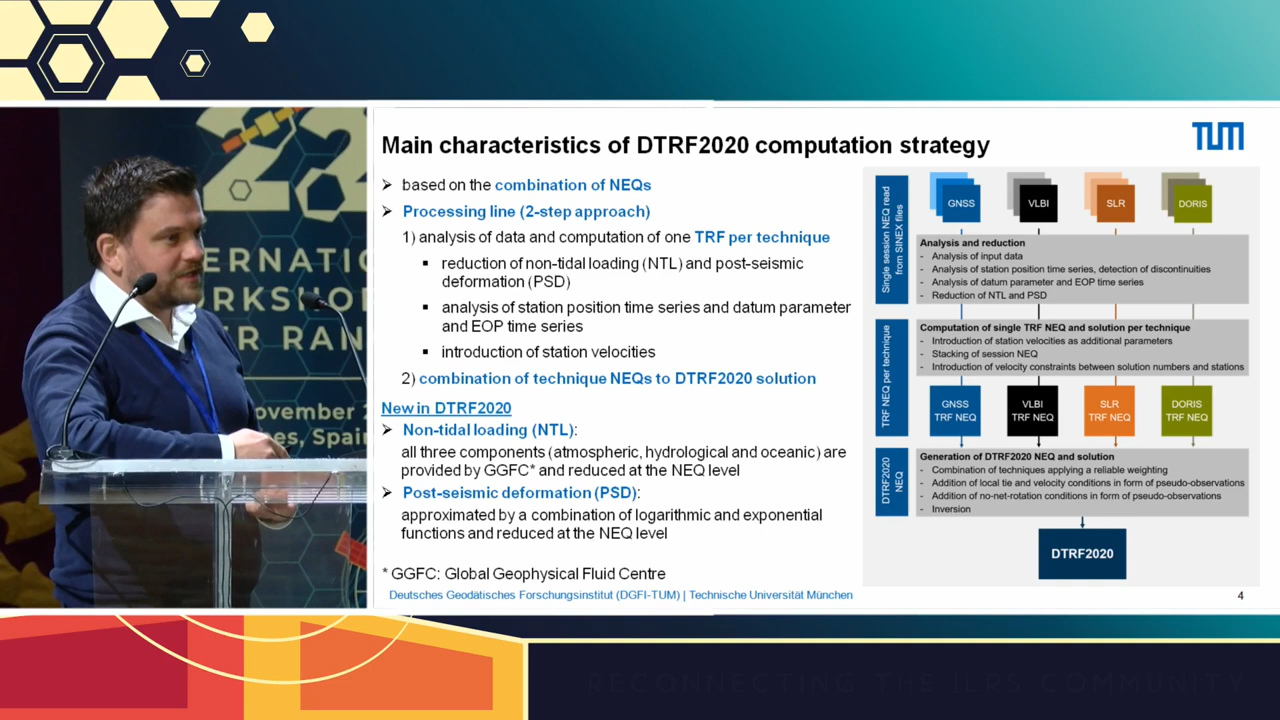 22
ERNATIO
RKSHO
ER RAN
ovember
es, Spain
Main characteristics of DTRF2020 computation strategy
TUM
➢ based on the combination of NEQs
➢ Processing line (2-step approach)
1) analysis of data and computation of one TRF per technique
▪ reduction of non-tidal loading (NTL) and post-seismic
deformation (PSD)
▪ analysis of station position time series and datum parameter
and EOP time series
▪ introduction of station velocities
2) combination of technique NEQs to DTRF2020 solution
New in DTRF2020
➢ Non-tidal loading (NTL):
all three components (atmospheric, hydrological and oceanic) are
provided by GGFC* and reduced at the NEQ level
➢ Post-seismic deformation (PSD):
approximated by a combination of logarithmic and exponential
functions and reduced at the NEQ level
* GGFC: Global Geophysical Fluid Centre
Single session NEQ read
from SINEX files
GNSS VLBI SLR DORIS
Analysis and reduction
- Analysis of input data
- Analysis of station position time series, detection of discontinuities
- Analysis of datum parameter and EOP time series
- Reduction of NTL and PSD
TRF NEQ per technique
Computation of single TRF NEQ and solution per technique
- Introduction of station velocities as additional parameters
- Stacking of session NEQ
- Introduction of velocity constraints between solution numbers and stations
GNSS VLBI SLR DORIS
TRF NEQ TRF NEQ TRF NEQ TRF NEQ
DTRF2020
NEQ
Generation of DTRF2020 NEQ and solution
- Combination of techniques applying a reliable weighting
- Addition of local tie and velocity conditions in form of pseudo-observations
- Addition of no-net-rotation conditions in form of pseudo-observations
- Inversion
DTRF2020
Deutsches Geodätisches Forschungsinstitut (DGFI-TUM) | Technische Universität München
4
RECONNECTING THE ILRS COMMUNITY